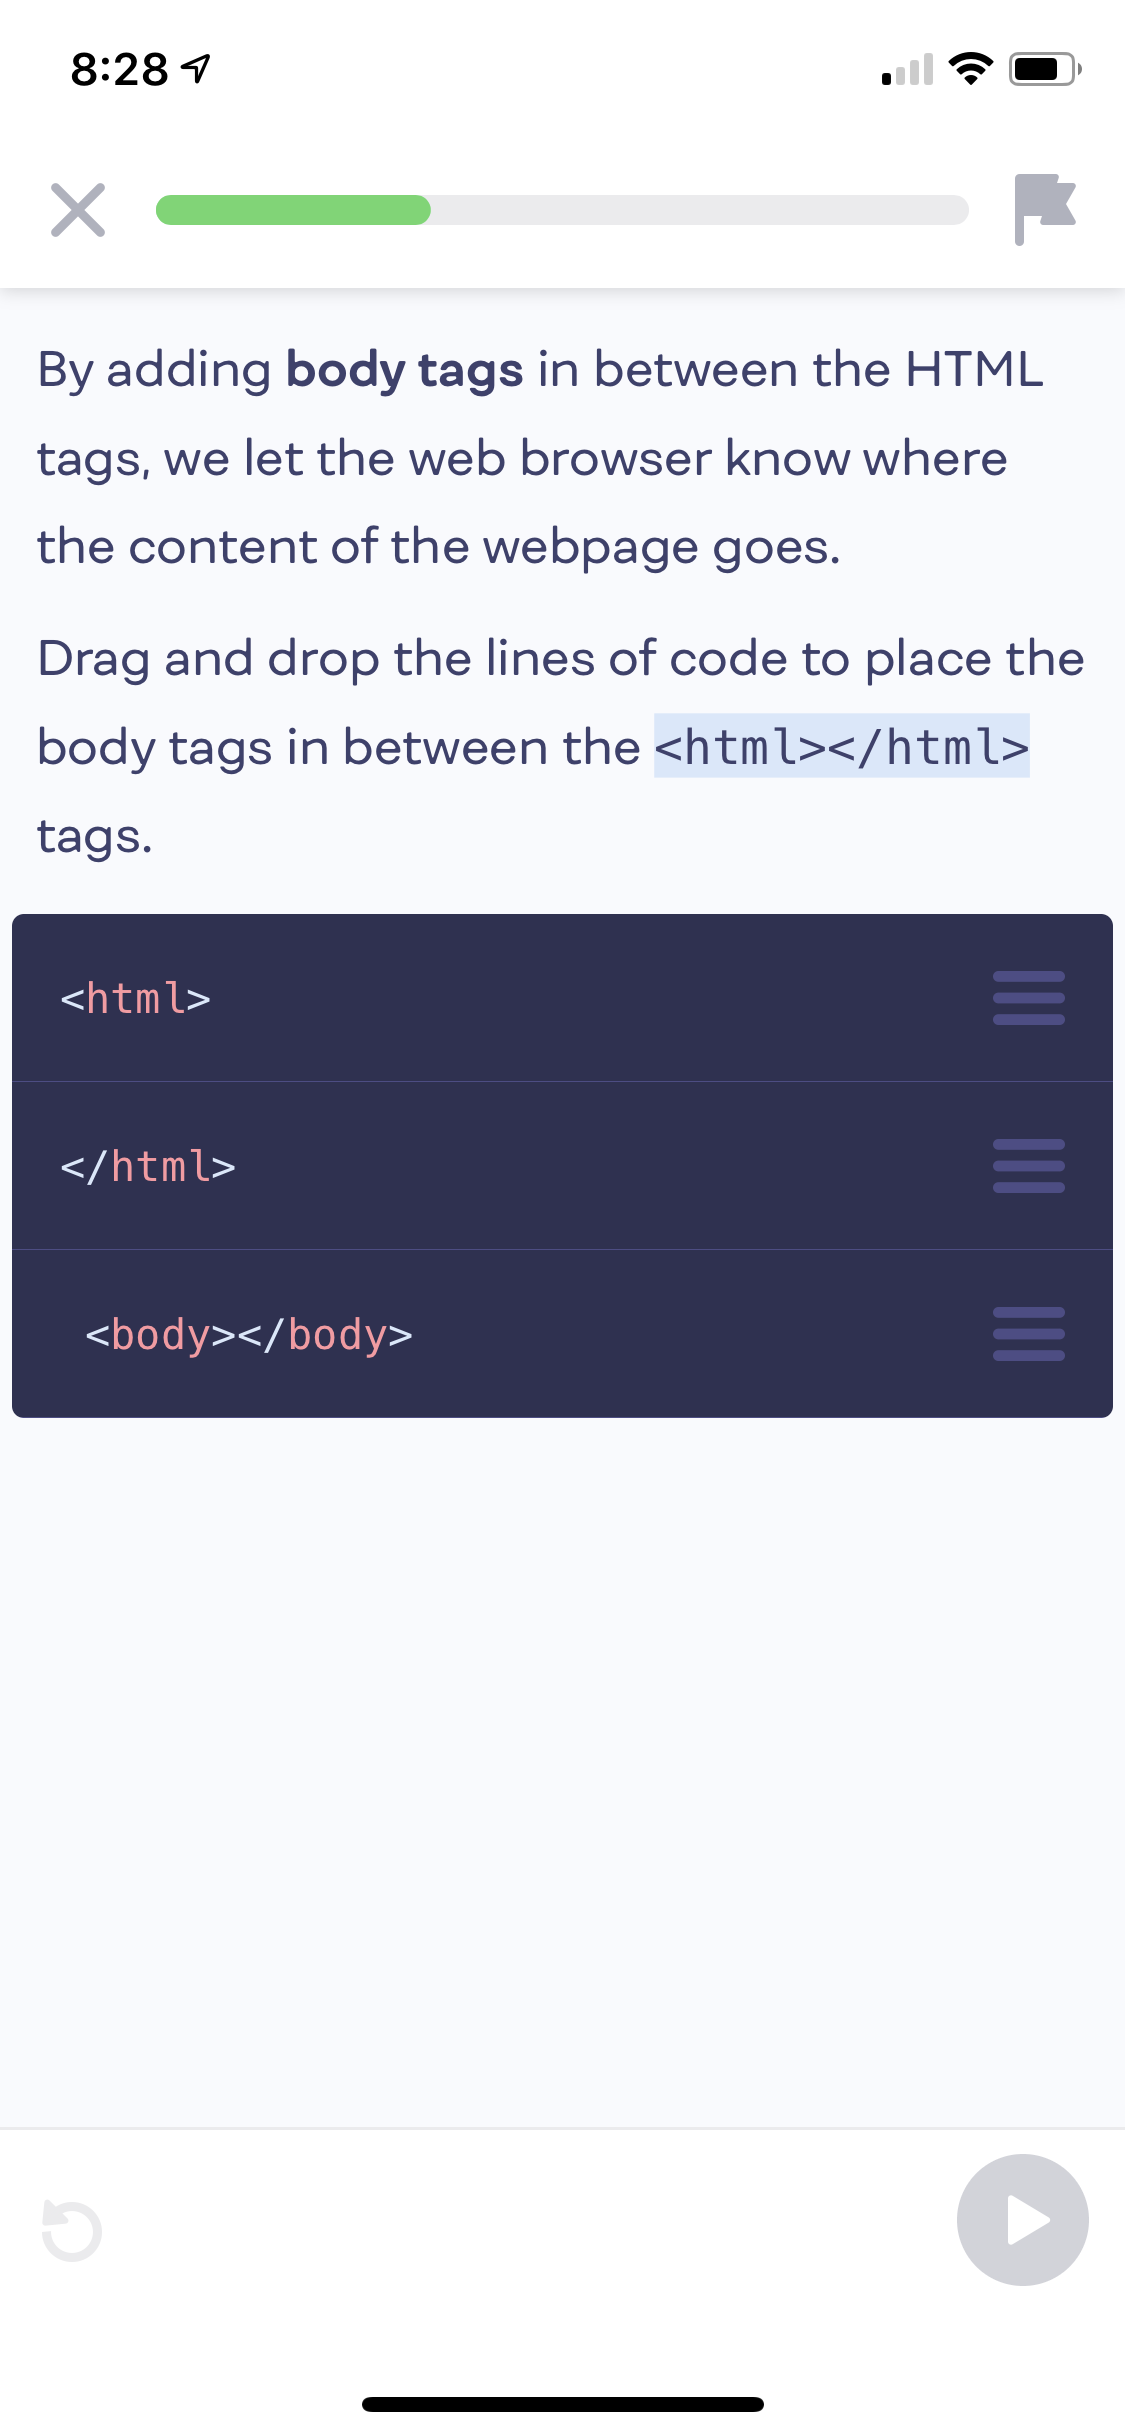 8:28
By adding body tags in between the HTML
tags, we let the web browser know where
the content of the webpage goes.
Drag and drop the lines of code to place the
body tags in between the <html></html>
tags.
<html>
</html>
<body></body>